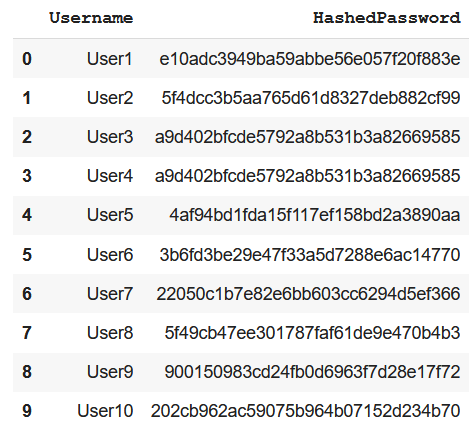 Username HashedPassword
0 User1 e10adc3949ba59abbe56e057f20f883e
1 User2 5f4dcc3b5aa765d61d8327deb882cf99
2 User3 a9d402bfcde5792a8b531b3a82669585
3 User4 a9d402bfcde5792a8b531b3a82669585
4 User5 4af94bd1fda15f117ef158bd2a3890aa
5 User6 3b6fd3be29e47f33a5d7288e6ac14770
6 User7 22050c1b7e82e6bb603cc6294d5ef366
7 User8 5f49cb47ee301787faf61de9e470b4b3
8 User9 900150983cd24fb0d6963f7d28e17f72
9 User10 202cb962ac59075b964b07152d234b70